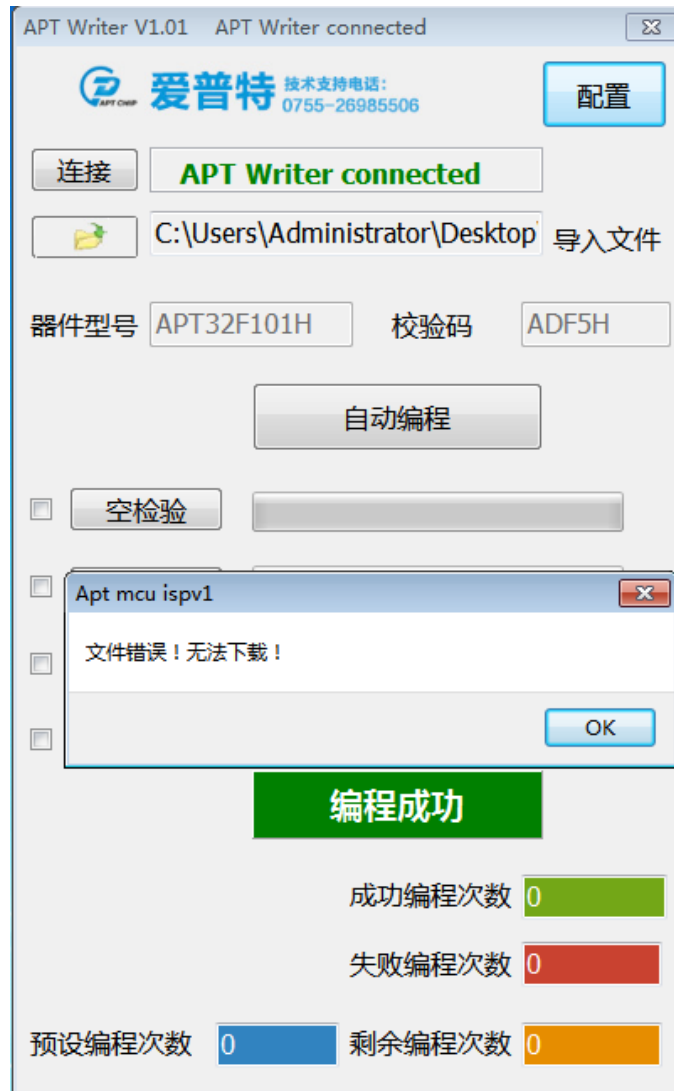 APT Writer V1.01 APT Writer connected
APT CHIP 爱普特 技术支持电话:
0755-26985506
配置
连接 APT Writer connected
C:\Users\Administrator\Desktop 导入文件
器件型号 APT32F101H 校验码 ADF5H
自动编程
空检验
Apt mcu ispv1
文件错误！无法下载！
OK
编程成功
成功编程次数 0
失败编程次数 0
预设编程次数 0 剩余编程次数 0